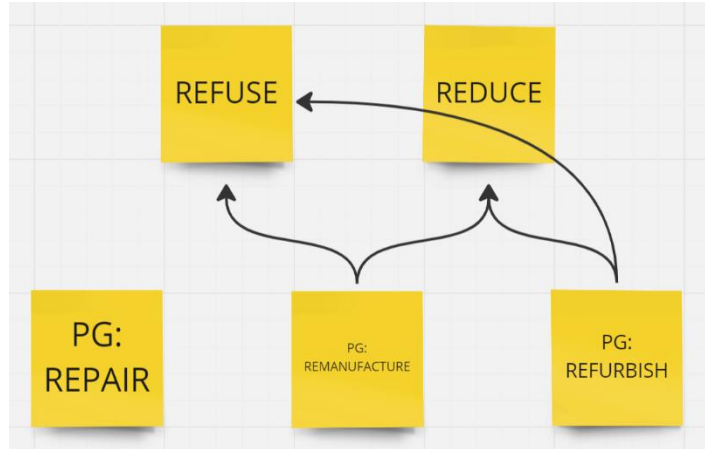 REFUSE
REDUCE
PG:
REPAIR
PG:
REMANUFACTURE
PG:
REFURBISH